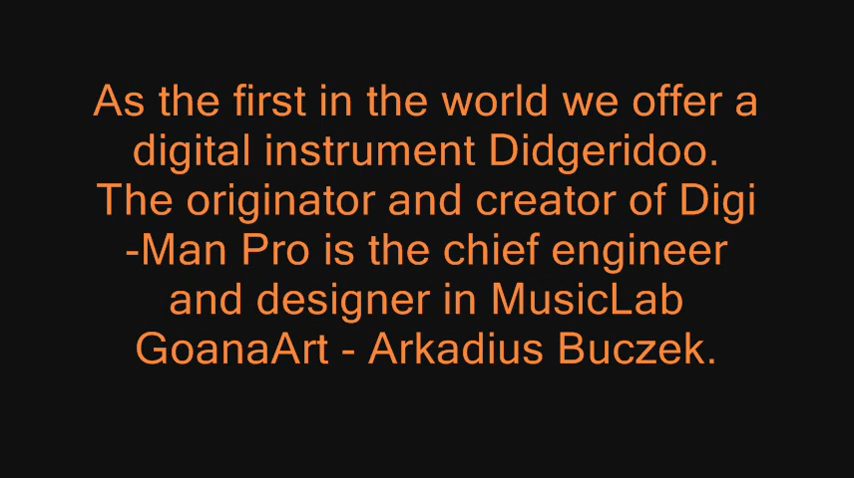 As the first in the world we offer a
digital instrument Didgeridoo.
The originator and creator of Digi
-Man Pro is the chief engineer
and designer in MusicLab
GoanaArt - Arkadius Buczek.